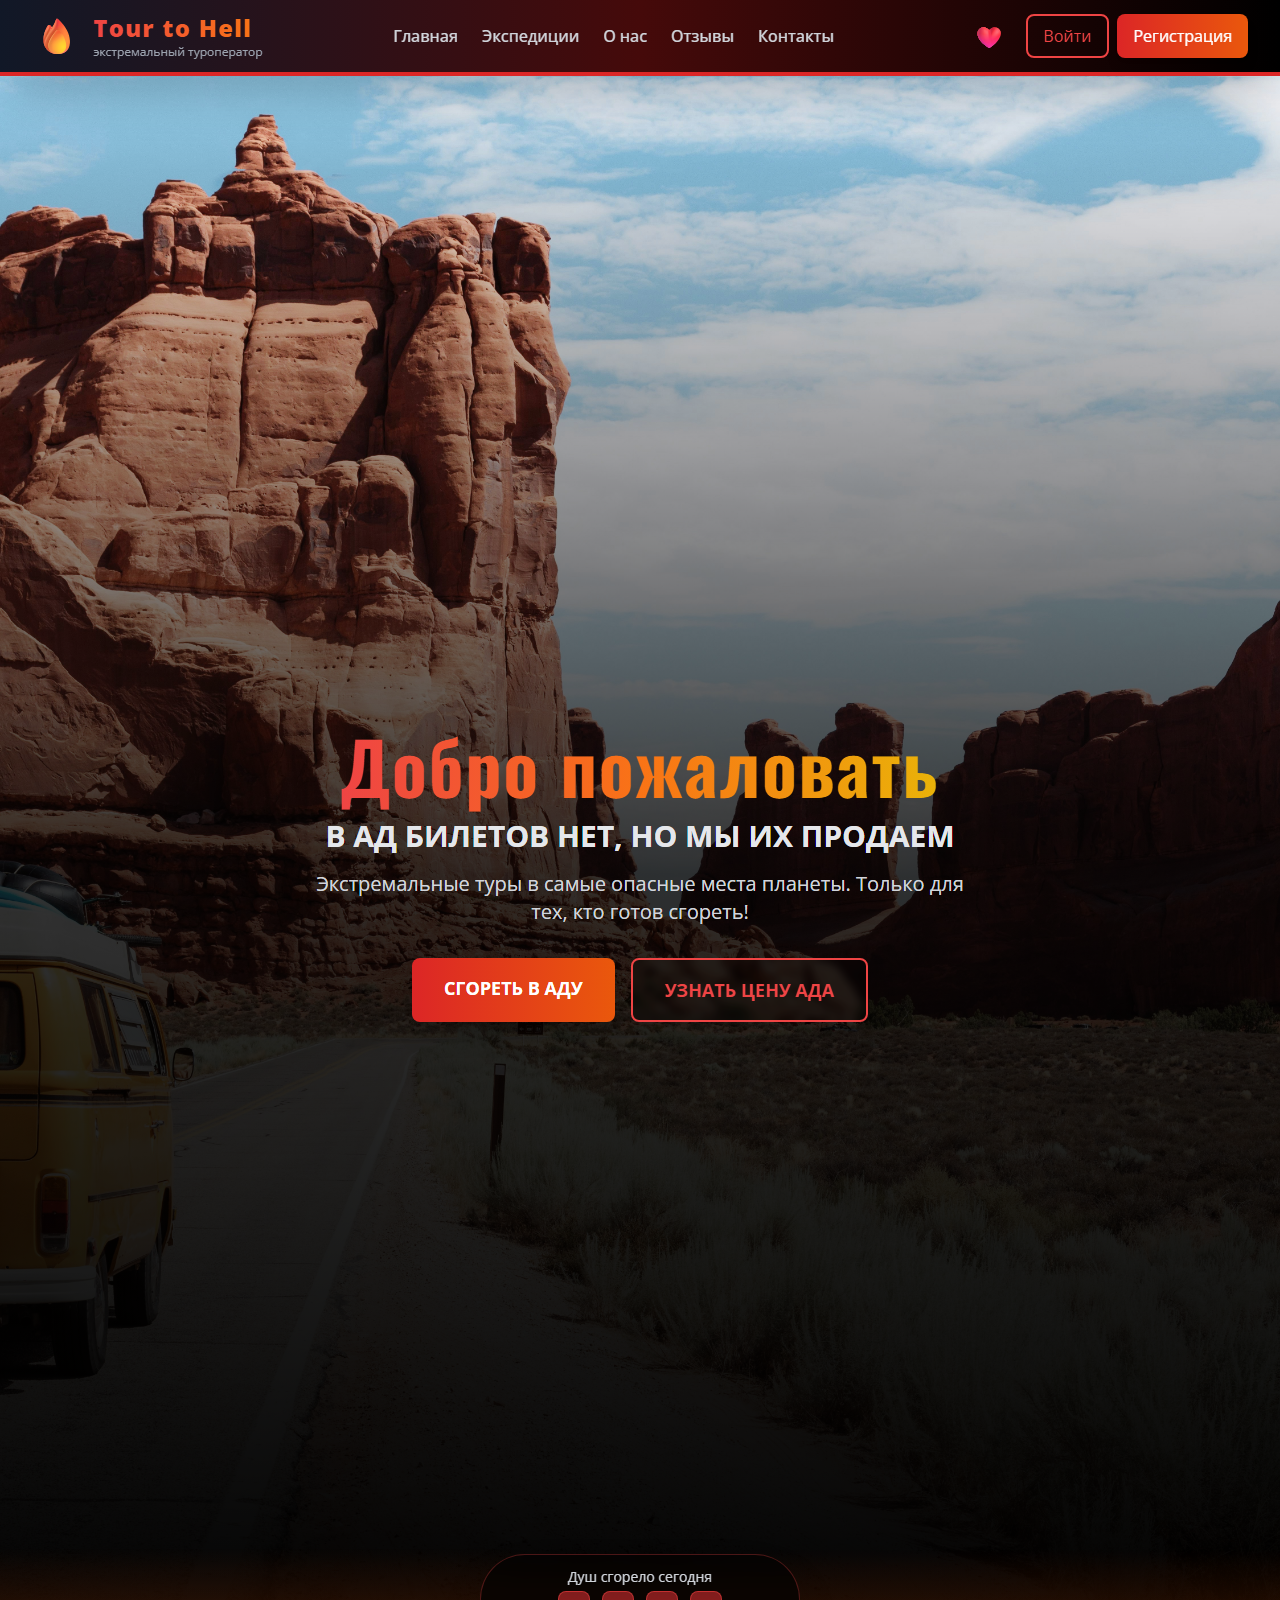 Tour to Hell
экстремальный туроператор
Главная Экспедиции О нас Отзывы Контакты
Войти Регистрация
Добро пожаловать
В АД БИЛЕТОВ НЕТ, НО МЫ ИХ ПРОДАЕМ
Экстремальные туры в самые опасные места планеты. Только для
тех, кто готов сгореть!
СГОРЕТЬ В АДУ УЗНАТЬ ЦЕНУ АДА
Душ сгорело сегодня